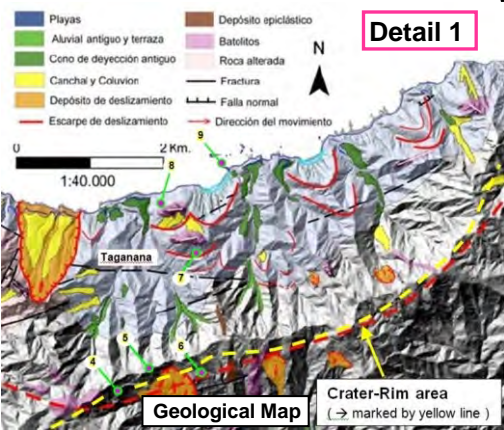 Playas
Aluvial antiguo y terraza
Cono de deyección antiguo
Canchal y Coluvion
Depósito de deslizamiento
Escarpe de deslizamiento
Depósito epiclástico
Batolitos
Roca alterada
Fractura
Falla normal
Dirección del movimiento
Detail 1
N
0 2 Km.
1:40.000
9
8
Taganana
7
5
4
6
Geological Map
Crater-Rim area
( → marked by yellow line )